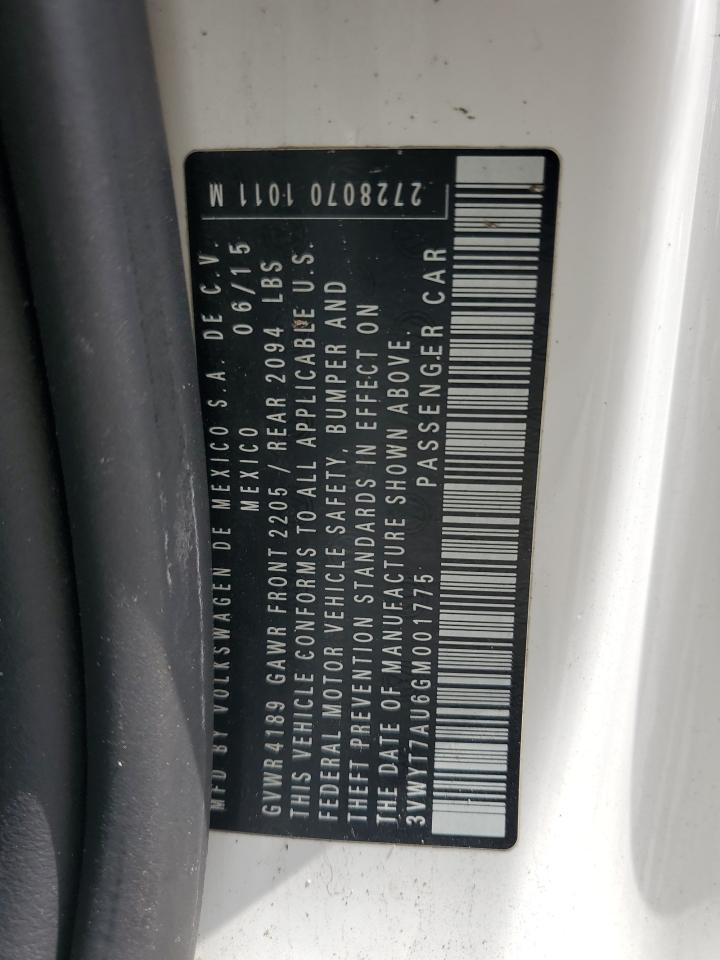 MFD BY VOLKSWAGEN DE MEXICO S.A. DE C.V.
MEXICO 06/15
GVWR 4189 GAWR FRONT 2205 / REAR 2094 LBS
THIS VEHICLE CONFORMS TO ALL APPLICABLE U.S.
FEDERAL MOTOR VEHICLE SAFETY, BUMPER AND
THEFT PREVENTION STANDARDS IN EFFECT ON
THE DATE OF MANUFACTURE SHOWN ABOVE.
3VWYT7AU6GM001775 PASSENGER CAR
2728070 1011 M